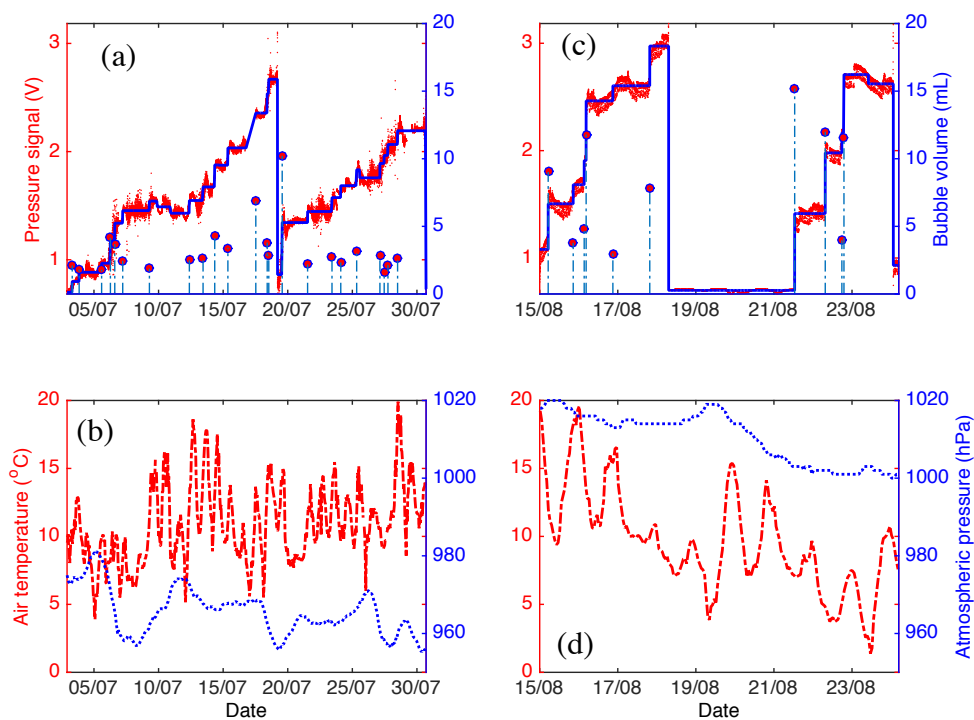 (a)
Pressure signal (V)
3
2
1
20
15
10
5
0
05/07 10/07 15/07 20/07 25/07 30/07
(c)
3
2
1
20
15
10
5
0
Bubble volume (mL)
15/08 17/08 19/08 21/08 23/08
(b)
Air temperature (°C)
20
15
10
5
0
1020
1000
980
960
05/07 10/07 15/07 20/07 25/07 30/07
Date
(d)
20
15
10
5
0
1020
1000
980
960
Atmospheric pressure (hPa)
15/08 17/08 19/08 21/08 23/08
Date